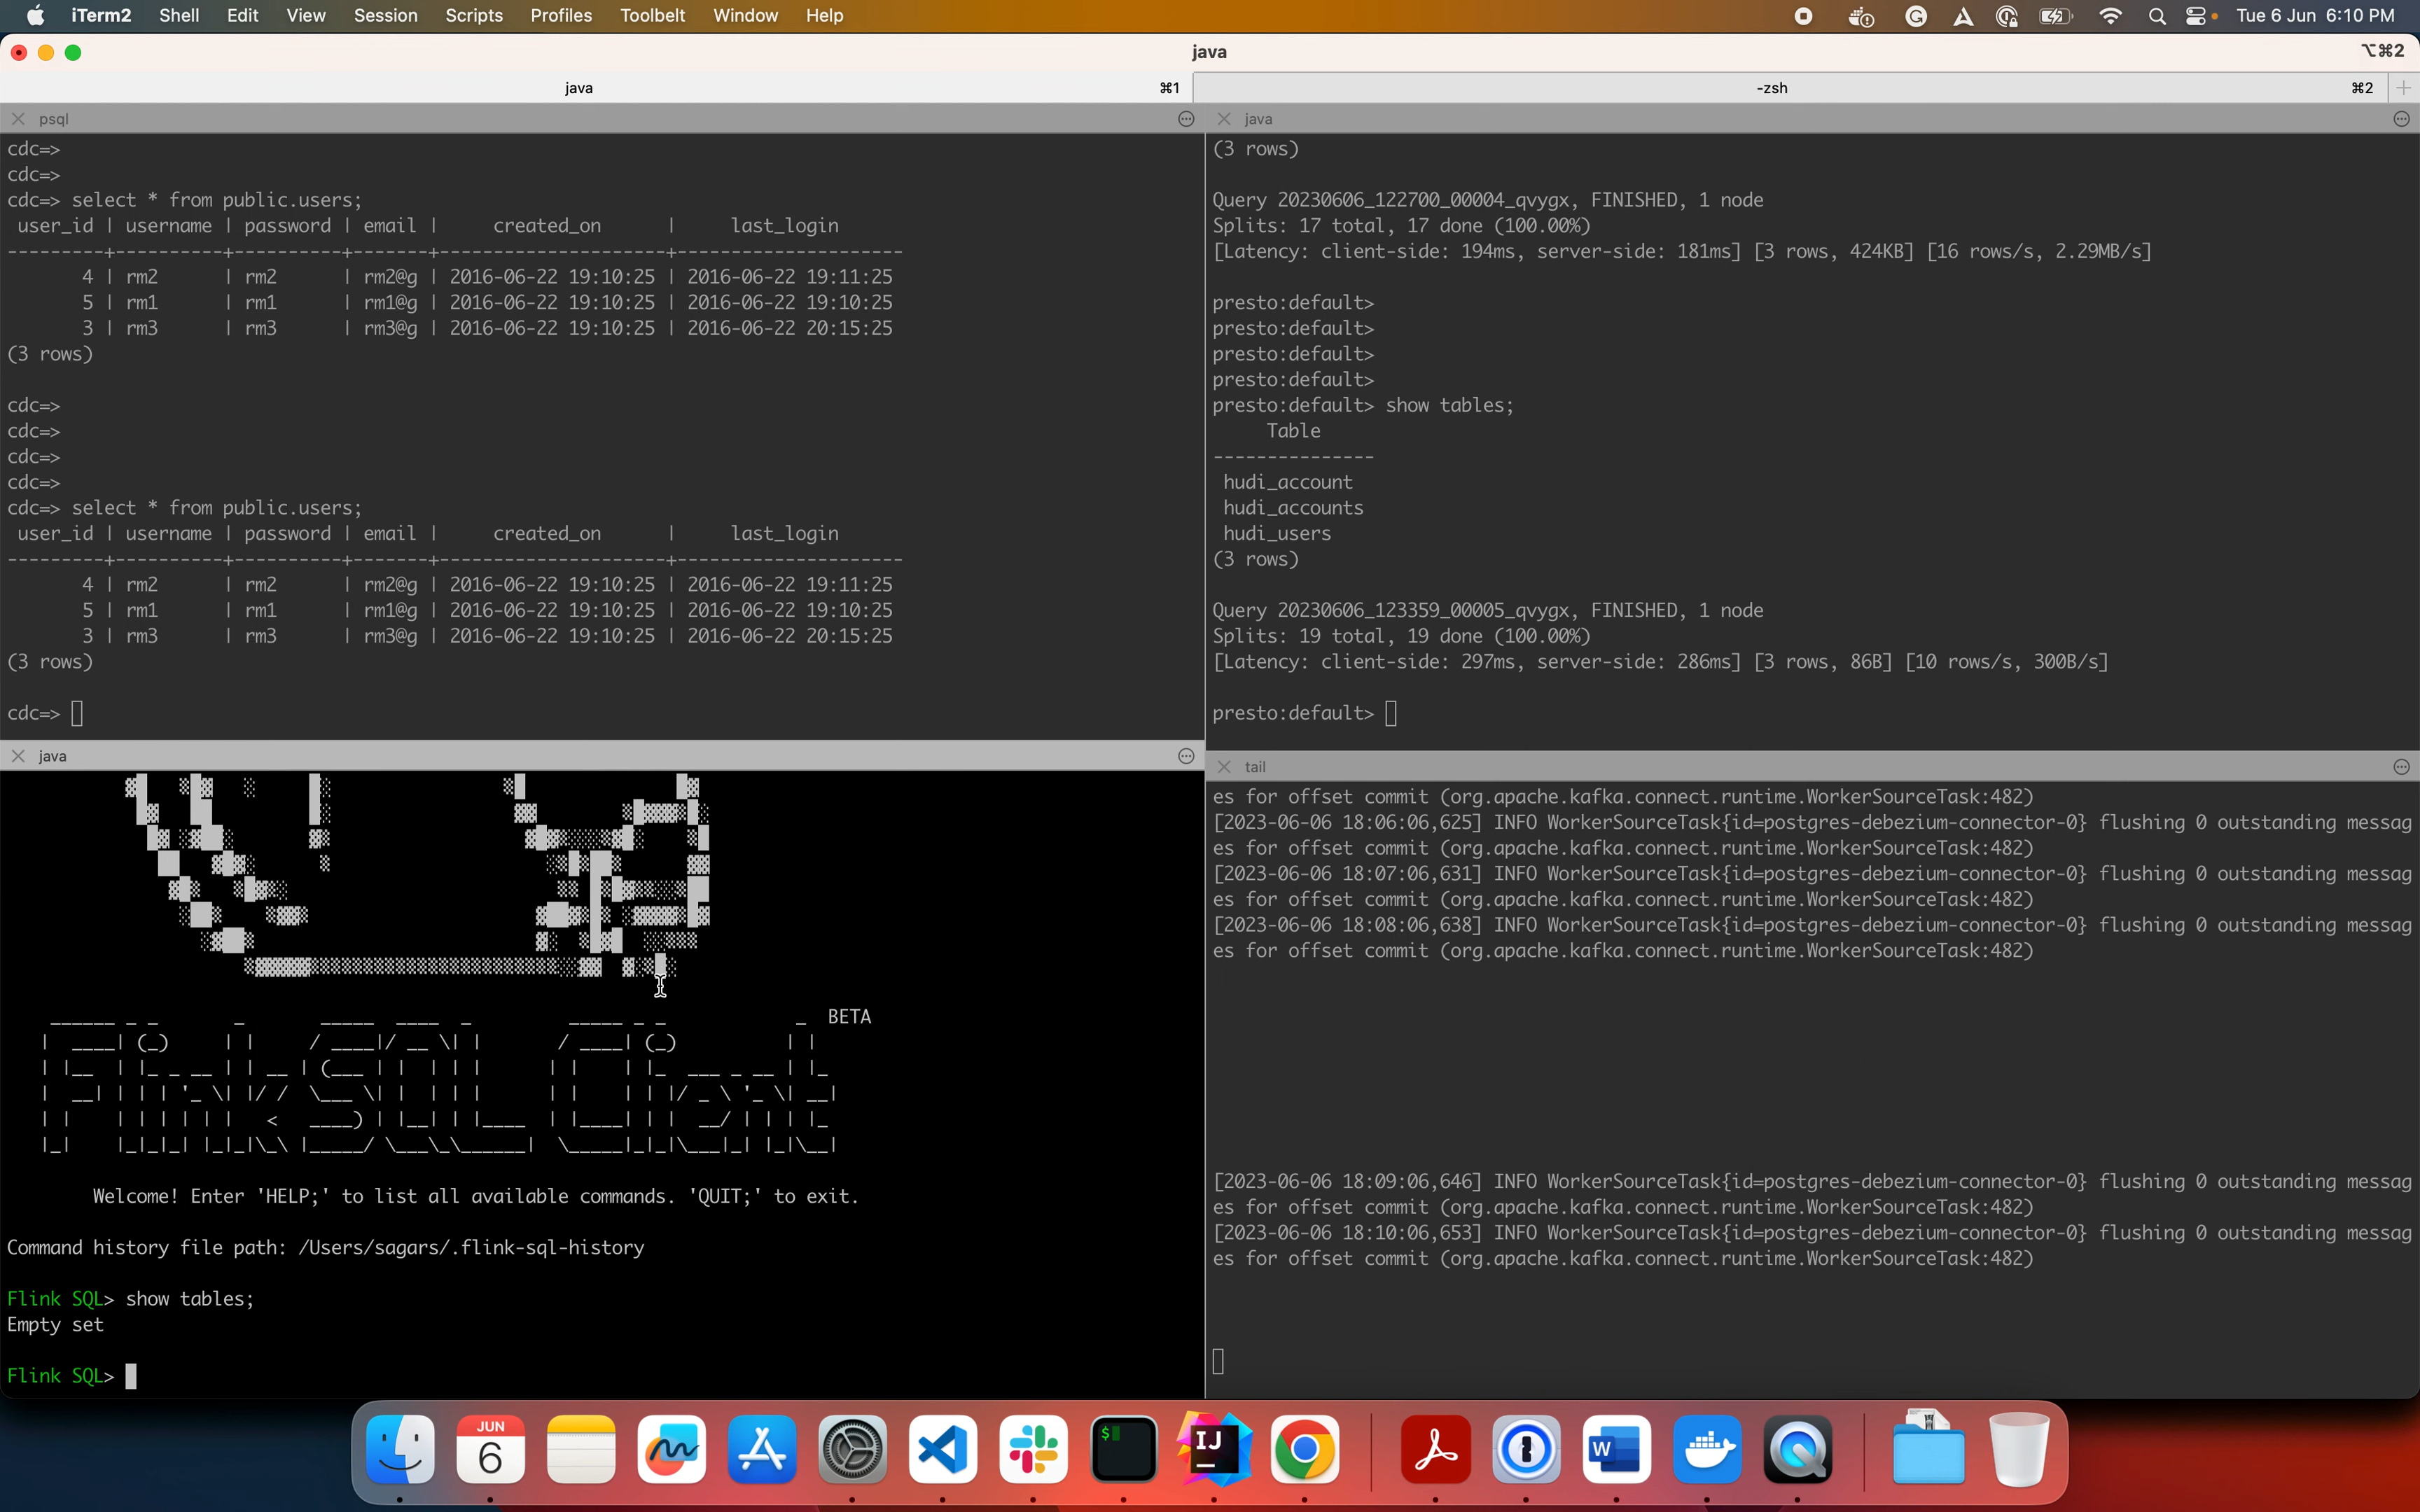 iTerm2 Shell Edit View Session Scripts Profiles Toolbelt Window Help Tue 6 Jun 6:10 PM
java ⌥⌘2
java ⌘1 -zsh ⌘2
psql
cdc=>
cdc=>
cdc=> select * from public.users;
user_id | username | password | email | created_on | last_login
---------+----------+----------+-------+---------------------+---------------------
4 | rm2 | rm2 | rm2@g | 2016-06-22 19:10:25 | 2016-06-22 19:11:25
5 | rm1 | rm1 | rm1@g | 2016-06-22 19:10:25 | 2016-06-22 19:10:25
3 | rm3 | rm3 | rm3@g | 2016-06-22 19:10:25 | 2016-06-22 20:15:25
(3 rows)
cdc=>
cdc=>
cdc=>
cdc=>
cdc=> select * from public.users;
user_id | username | password | email | created_on | last_login
---------+----------+----------+-------+---------------------+---------------------
4 | rm2 | rm2 | rm2@g | 2016-06-22 19:10:25 | 2016-06-22 19:11:25
5 | rm1 | rm1 | rm1@g | 2016-06-22 19:10:25 | 2016-06-22 19:10:25
3 | rm3 | rm3 | rm3@g | 2016-06-22 19:10:25 | 2016-06-22 20:15:25
(3 rows)
cdc=>
java
(3 rows)
Query 20230606_122700_00004_qvygx, FINISHED, 1 node
Splits: 17 total, 17 done (100.00%)
[Latency: client-side: 194ms, server-side: 181ms] [3 rows, 424KB] [16 rows/s, 2.29MB/s]
presto:default>
presto:default>
presto:default>
presto:default>
presto:default> show tables;
Table
---------------
hudi_account
hudi_accounts
hudi_users
(3 rows)
Query 20230606_123359_00005_qvygx, FINISHED, 1 node
Splits: 19 total, 19 done (100.00%)
[Latency: client-side: 297ms, server-side: 286ms] [3 rows, 86B] [10 rows/s, 300B/s]
presto:default>
java
BETA
Flink SQL Client
Welcome! Enter 'HELP;' to list all available commands. 'QUIT;' to exit.
Command history file path: /Users/sagars/.flink-sql-history
Flink SQL> show tables;
Empty set
Flink SQL>
tail
es for offset commit (org.apache.kafka.connect.runtime.WorkerSourceTask:482)
[2023-06-06 18:06:06,625] INFO WorkerSourceTask{id=postgres-debezium-connector-0} flushing 0 outstanding messag
es for offset commit (org.apache.kafka.connect.runtime.WorkerSourceTask:482)
[2023-06-06 18:07:06,631] INFO WorkerSourceTask{id=postgres-debezium-connector-0} flushing 0 outstanding messag
es for offset commit (org.apache.kafka.connect.runtime.WorkerSourceTask:482)
[2023-06-06 18:08:06,638] INFO WorkerSourceTask{id=postgres-debezium-connector-0} flushing 0 outstanding messag
es for offset commit (org.apache.kafka.connect.runtime.WorkerSourceTask:482)
[2023-06-06 18:09:06,646] INFO WorkerSourceTask{id=postgres-debezium-connector-0} flushing 0 outstanding messag
es for offset commit (org.apache.kafka.connect.runtime.WorkerSourceTask:482)
[2023-06-06 18:10:06,653] INFO WorkerSourceTask{id=postgres-debezium-connector-0} flushing 0 outstanding messag
es for offset commit (org.apache.kafka.connect.runtime.WorkerSourceTask:482)
JUN
6
$
IJ
W